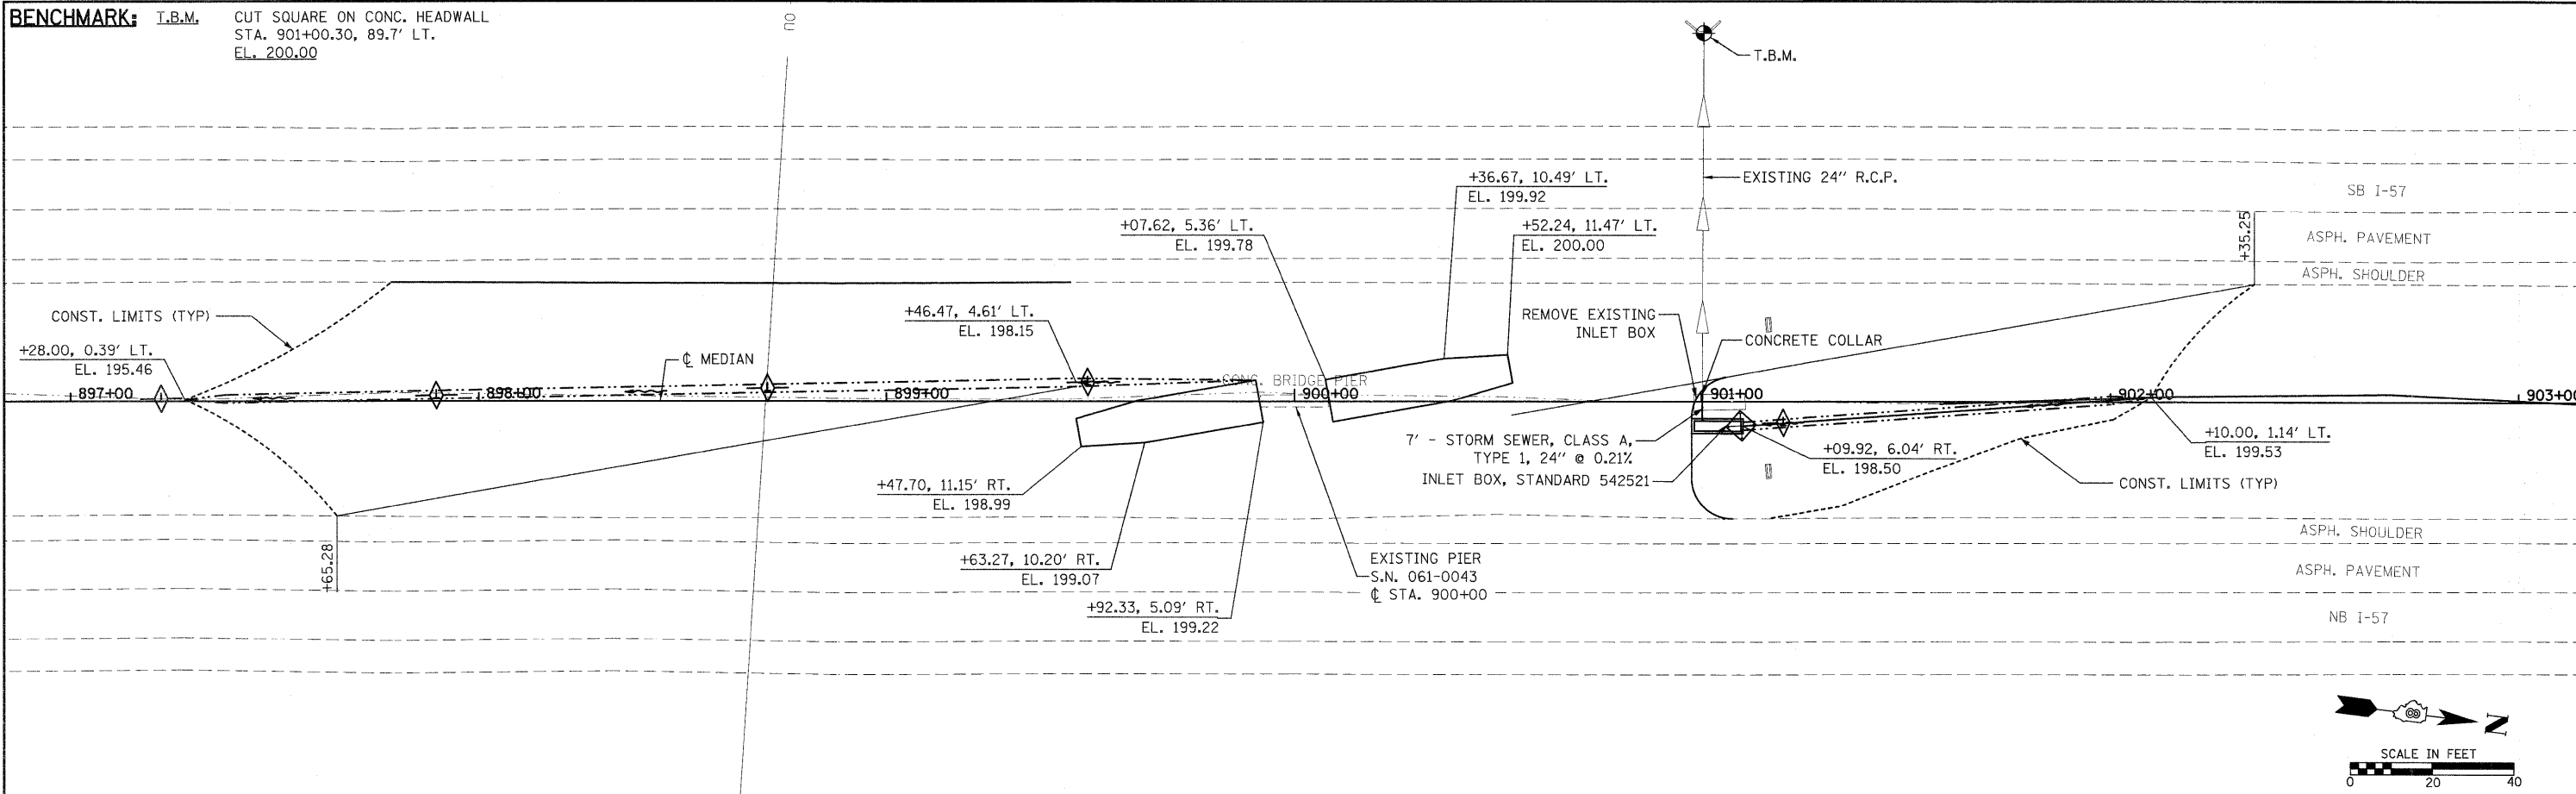 BENCHMARK: T.B.M. CUT SQUARE ON CONC. HEADWALL
STA. 901+00.30, 89.7' LT.
EL. 200.00
T.B.M.
EXISTING 24" R.C.P.
SB I-57
+36.67, 10.49' LT.
EL. 199.92
+07.62, 5.36' LT.
EL. 199.78
+52.24, 11.47' LT.
EL. 200.00
+35.25
ASPH. PAVEMENT
ASPH. SHOULDER
CONST. LIMITS (TYP)
+46.47, 4.61' LT.
EL. 198.15
REMOVE EXISTING
INLET BOX
CONCRETE COLLAR
+28.00, 0.39' LT.
EL. 195.46
℄ MEDIAN
CONC. BRIDGE PIER
897+00
898+00
899+00
900+00
901+00
902+00
903+00
7' - STORM SEWER, CLASS A,
TYPE 1, 24" @ 0.21%
INLET BOX, STANDARD 542521
+09.92, 6.04' RT.
EL. 198.50
+10.00, 1.14' LT.
EL. 199.53
CONST. LIMITS (TYP)
+47.70, 11.15' RT.
EL. 198.99
ASPH. SHOULDER
+65.28
+63.27, 10.20' RT.
EL. 199.07
EXISTING PIER
S.N. 061-0043
℄ STA. 900+00
ASPH. PAVEMENT
+92.33, 5.09' RT.
EL. 199.22
NB I-57
N
SCALE IN FEET
0 20 40